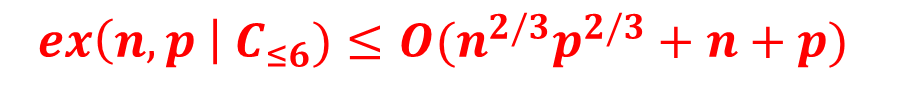 ex(n, p | C≤6) ≤ O(n^{2/3}p^{2/3} + n + p)